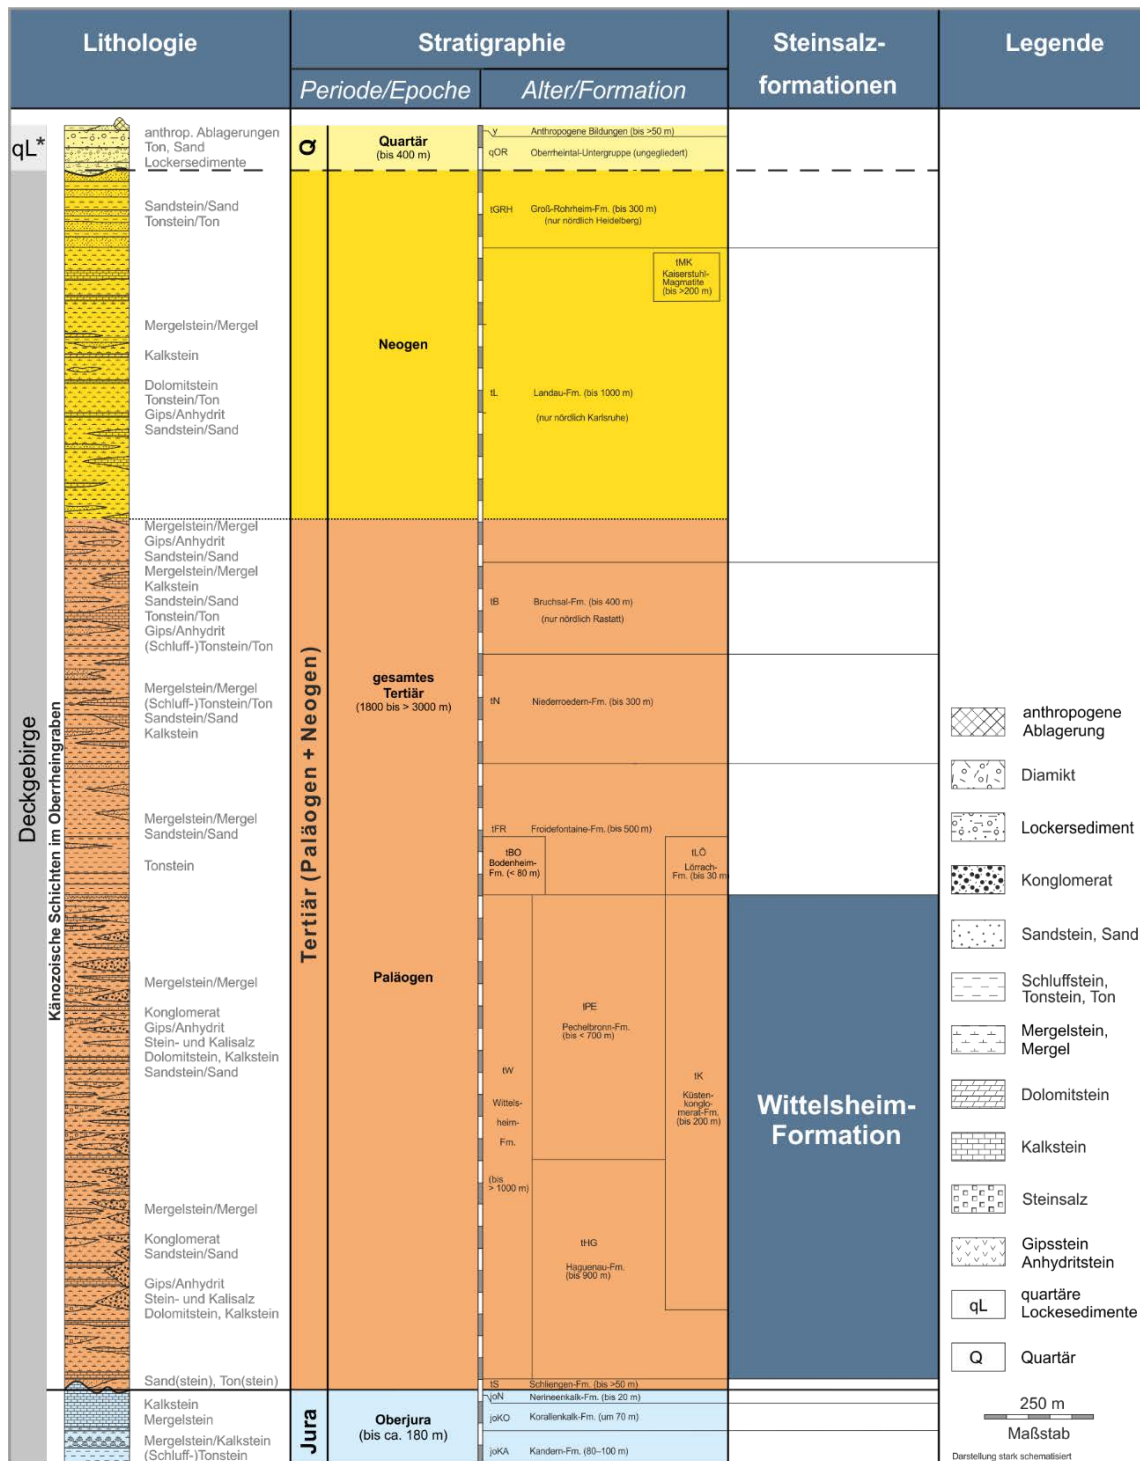 Lithologie
Stratigraphie
Steinsalz-
formationen
Legende
Periode/Epoche
Alter/Formation
qL*
anthrop. Ablagerungen
Ton, Sand
Lockersedimente
Q
Quartär
(bis 400 m)
y
Anthropogene Bildungen (bis >50 m)
qOR
Oberrheintal-Untergruppe (ungegliedert)
Sandstein/Sand
Tonstein/Ton
tGRH
Groß-Rohrheim-Fm. (bis 300 m)
(nur nördlich Heidelberg)
tMK
Kaiserstuhl-
Magmatite
(bis >200 m)
Mergelstein/Mergel
Kalkstein
Dolomitstein
Tonstein/Ton
Gips/Anhydrit
Sandstein/Sand
Neogen
tL
Landau-Fm. (bis 1000 m)
(nur nördlich Karlsruhe)
Mergelstein/Mergel
Gips/Anhydrit
Sandstein/Sand
Mergelstein/Mergel
Kalkstein
Sandstein/Sand
Tonstein/Ton
Gips/Anhydrit
(Schluff-)Tonstein/Ton
tB
Bruchsal-Fm. (bis 400 m)
(nur nördlich Rastatt)
Mergelstein/Mergel
(Schluff-)Tonstein/Ton
Sandstein/Sand
Kalkstein
gesamtes
Tertiär
(1800 bis > 3000 m)
tN
Niederroedern-Fm. (bis 300 m)
Deckgebirge
Känozoische Schichten im Oberrheingraben
Tertiär (Paläogen + Neogen)
Mergelstein/Mergel
Sandstein/Sand
Tonstein
tFR
Froidefontaine-Fm. (bis 500 m)
tBO
Bodenheim-
Fm. (< 80 m)
tLÖ
Lörrach-
Fm. (bis 30 m
Mergelstein/Mergel
Konglomerat
Gips/Anhydrit
Stein- und Kalisalz
Dolomitstein, Kalkstein
Sandstein/Sand
Paläogen
tPE
Pechelbronn-Fm.
(bis < 700 m)
tW
Wittels-
heim-
Fm.
(bis
> 1000 m)
tK
Küsten-
konglo-
merat-Fm.
(bis 200 m)
Wittelsheim-
Formation
Mergelstein/Mergel
Konglomerat
Sandstein/Sand
Gips/Anhydrit
Stein- und Kalisalz
Dolomitstein, Kalkstein
tHG
Haguenau-Fm.
(bis 900 m)
Sand(stein), Ton(stein)
tS
Schliengen-Fm. (bis >50 m)
Kalkstein
Mergelstein
Mergelstein/Kalkstein
(Schluff-)Tonstein
Jura
Oberjura
(bis ca. 180 m)
joN
Nerineenkalk-Fm. (bis 20 m)
joKO
Korallenkalk-Fm. (um 70 m)
joKA
Kandern-Fm. (80–100 m)
anthropogene
Ablagerung
Diamikt
Lockersediment
Konglomerat
Sandstein, Sand
Schluffstein,
Tonstein, Ton
Mergelstein,
Mergel
Dolomitstein
Kalkstein
Steinsalz
Gipsstein
Anhydritstein
qL
quartäre
Lockesedimente
Q
Quartär
250 m
Maßstab
Darstellung stark schematisiert